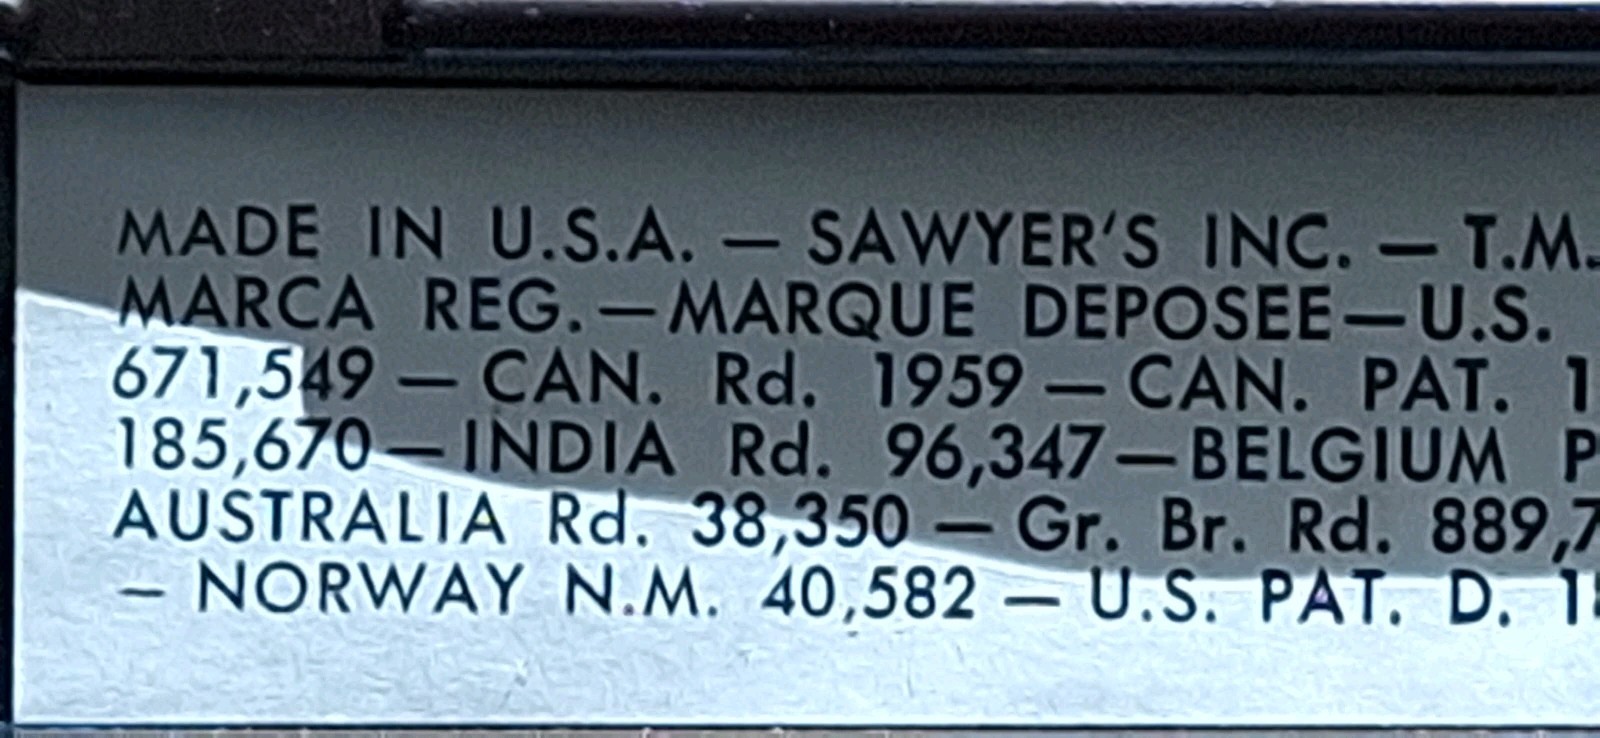 MADE IN U.S.A. — SAWYER'S INC. — T.M.
MARCA REG.—MARQUE DEPOSEE—U.S.
671,549 — CAN. Rd. 1959 — CAN. PAT.
185,670—INDIA Rd. 96,347—BELGIUM
AUSTRALIA Rd. 38,350 — Gr. Br. Rd.
— NORWAY N.M. 40,582 — U.S. PAT. D.